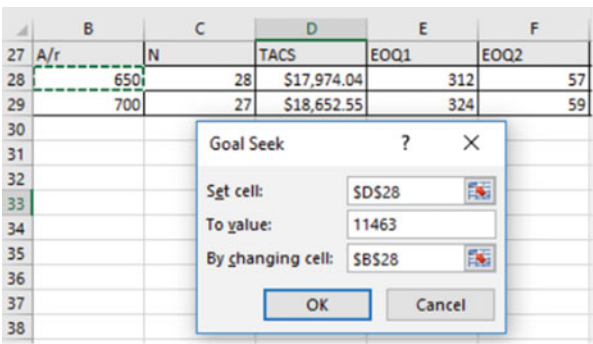 B C D E F
27 A/r N TACS EOQ1 EOQ2
28 650 28 $17,974.04 312 57
29 700 27 $18,652.55 324 59
30
31
32
33
34
35
36
37
38
Goal Seek ? ×
Set cell: $D$28
To value: 11463
By changing cell: $B$28
OK Cancel